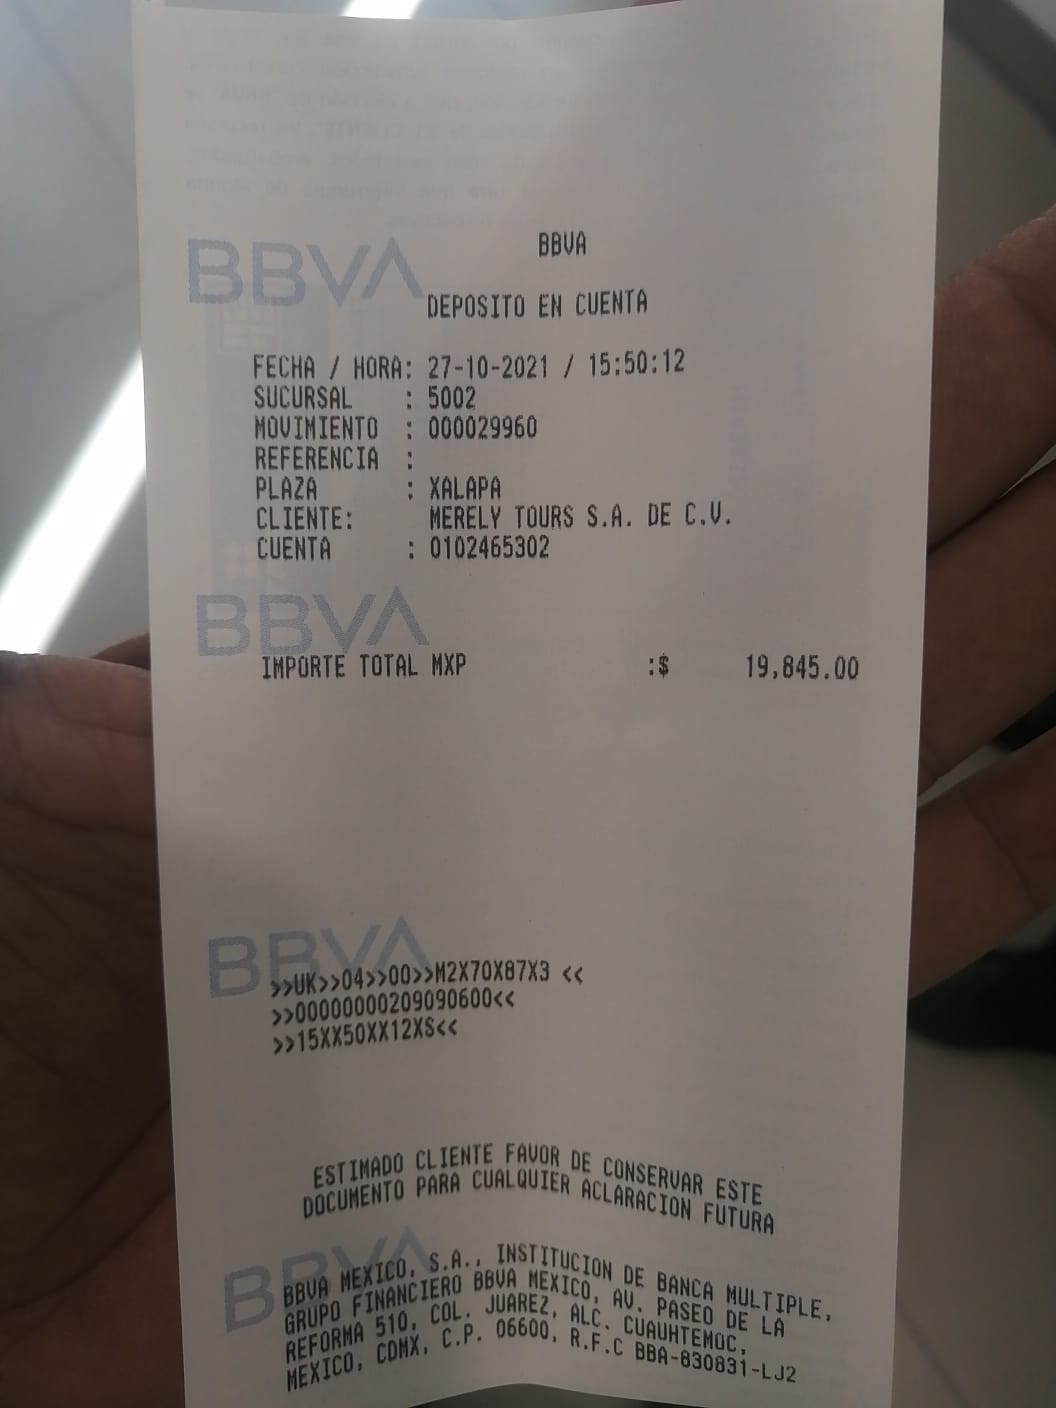 BBVA
BBVA
DEPOSITO EN CUENTA
FECHA / HORA: 27-10-2021 / 15:50:12
SUCURSAL : 5002
MOVIMIENTO : 000029960
REFERENCIA :
PLAZA : XALAPA
CLIENTE: MERELY TOURS S.A. DE C.V.
CUENTA : 0102465302
BBVA
IMPORTE TOTAL MXP :$ 19,845.00
BBVA
>>UK>>04>>00>>M2X70X87X3 <<
>>00000000209090600<<
>>15XX50XX12XS<<
ESTIMADO CLIENTE FAVOR DE CONSERVAR ESTE
DOCUMENTO PARA CUALQUIER ACLARACION FUTURA
BBVA
BBVA MEXICO, S.A., INSTITUCION DE BANCA MULTIPLE,
GRUPO FINANCIERO BBVA MEXICO, AV. PASEO DE LA
REFORMA 510, COL. JUAREZ, ALC. CUAUHTEMOC,
MEXICO, CDMX, C.P. 06600, R.F.C BBA-830831-LJ2